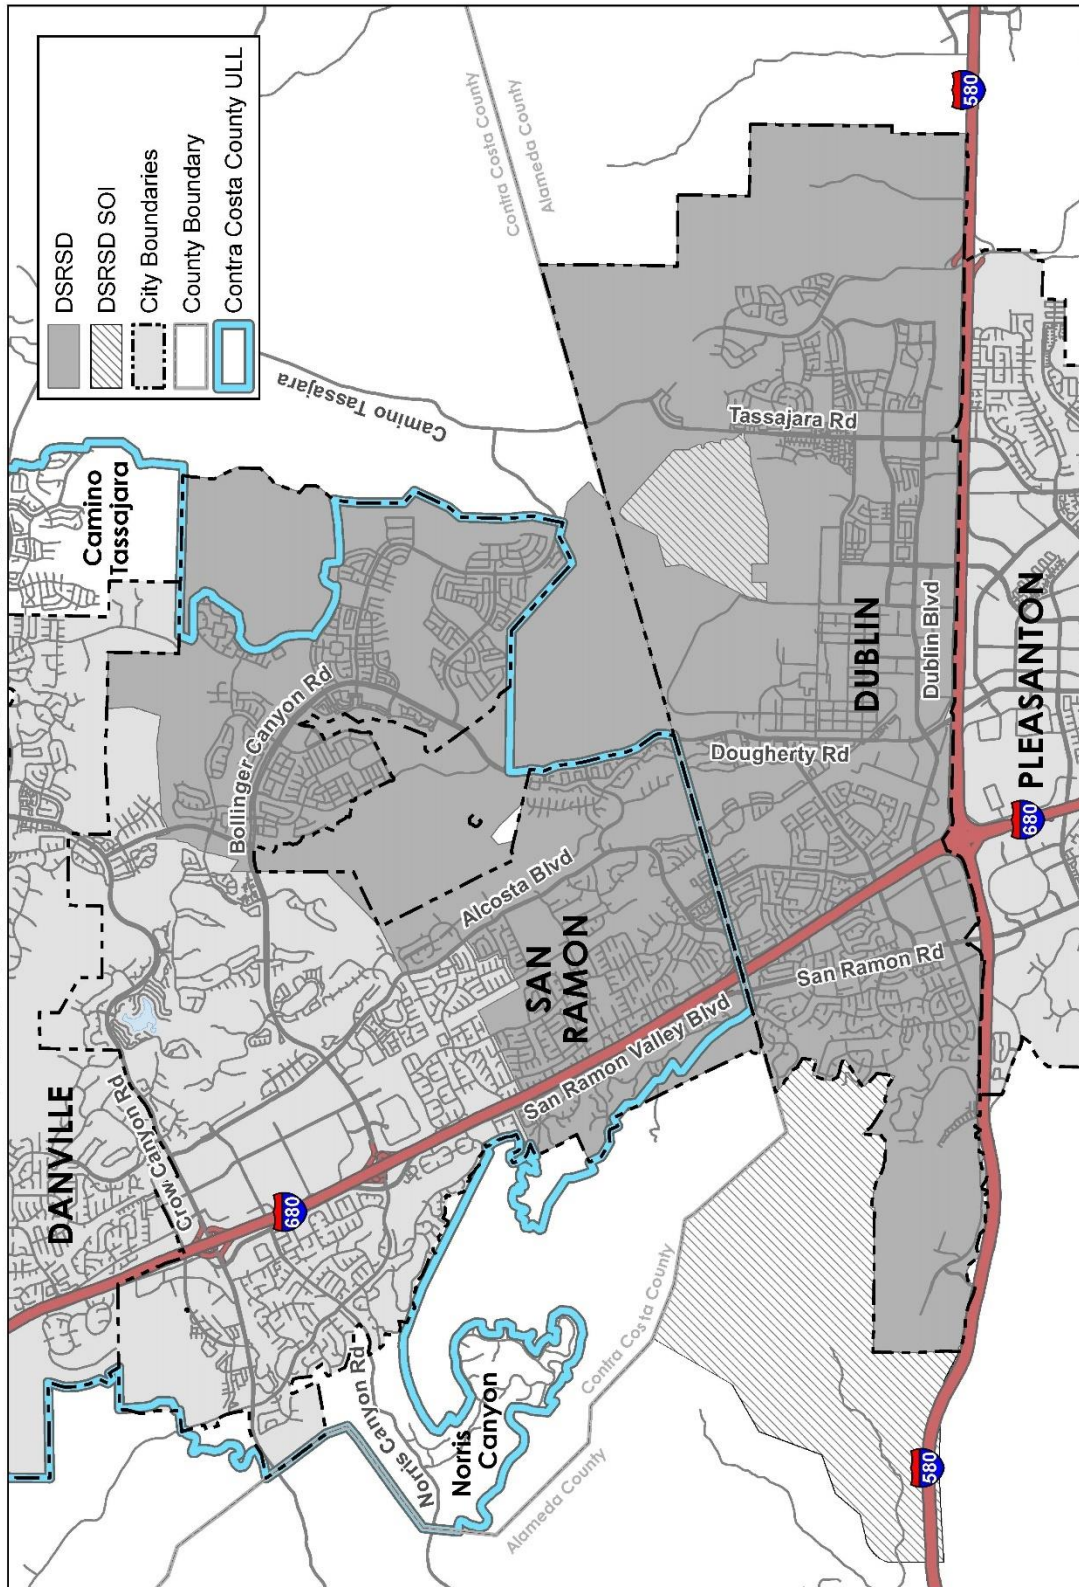 DSRSD
DSRSD SOI
City Boundaries
County Boundary
Contra Costa County ULL
Camino
Tassajara
Camino Tassajara
Contra Costa County
Alameda County
580
DANVILLE
Crow Canyon Rd
680
Bollinger Canyon Rd
Alcosta Blvd
SAN
RAMON
San Ramon Valley Blvd
Norris Canyon Rd
Norris
Canyon
Contra Costa County
Alameda County
Tassajara Rd
DUBLIN
Dublin Blvd
Dougherty Rd
San Ramon Rd
PLEASANTON
680
580